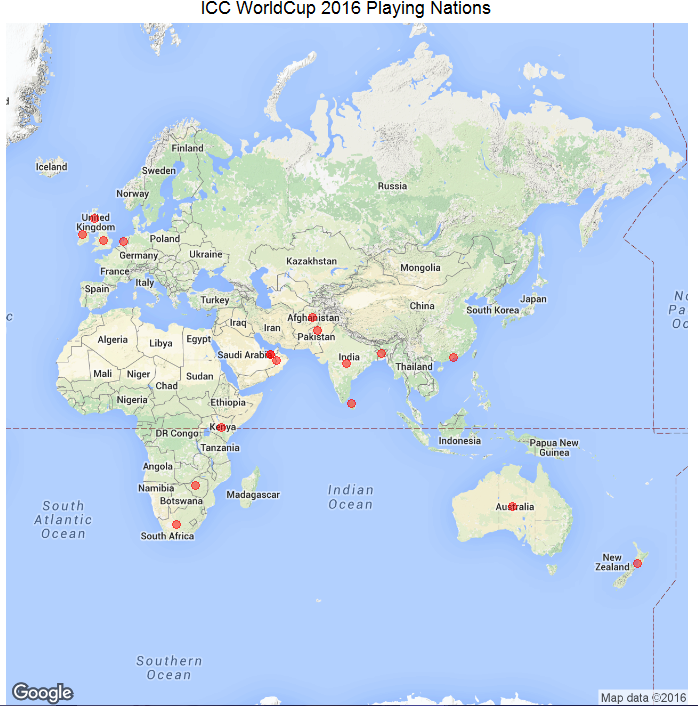 ICC WorldCup 2016 Playing Nations
Iceland
Finland
Sweden
Norway
Russia
United
Kingdom
Poland
Germany
Ukraine
France
Kazakhstan
Mongolia
Italy
Spain
Turkey
China
Japan
South Korea
Afghanistan
Iraq
Iran
Pakistan
Algeria
Libya
Egypt
Saudi Arabia
India
Thailand
Mali
Niger
Sudan
Chad
Nigeria
Ethiopia
Kenya
DR Congo
Tanzania
Indonesia
Papua New
Guinea
Angola
Namibia
Botswana
Madagascar
Indian
Ocean
South
Atlantic
Ocean
South Africa
Australia
New
Zealand
Southern
Ocean
Google
Map data ©2016